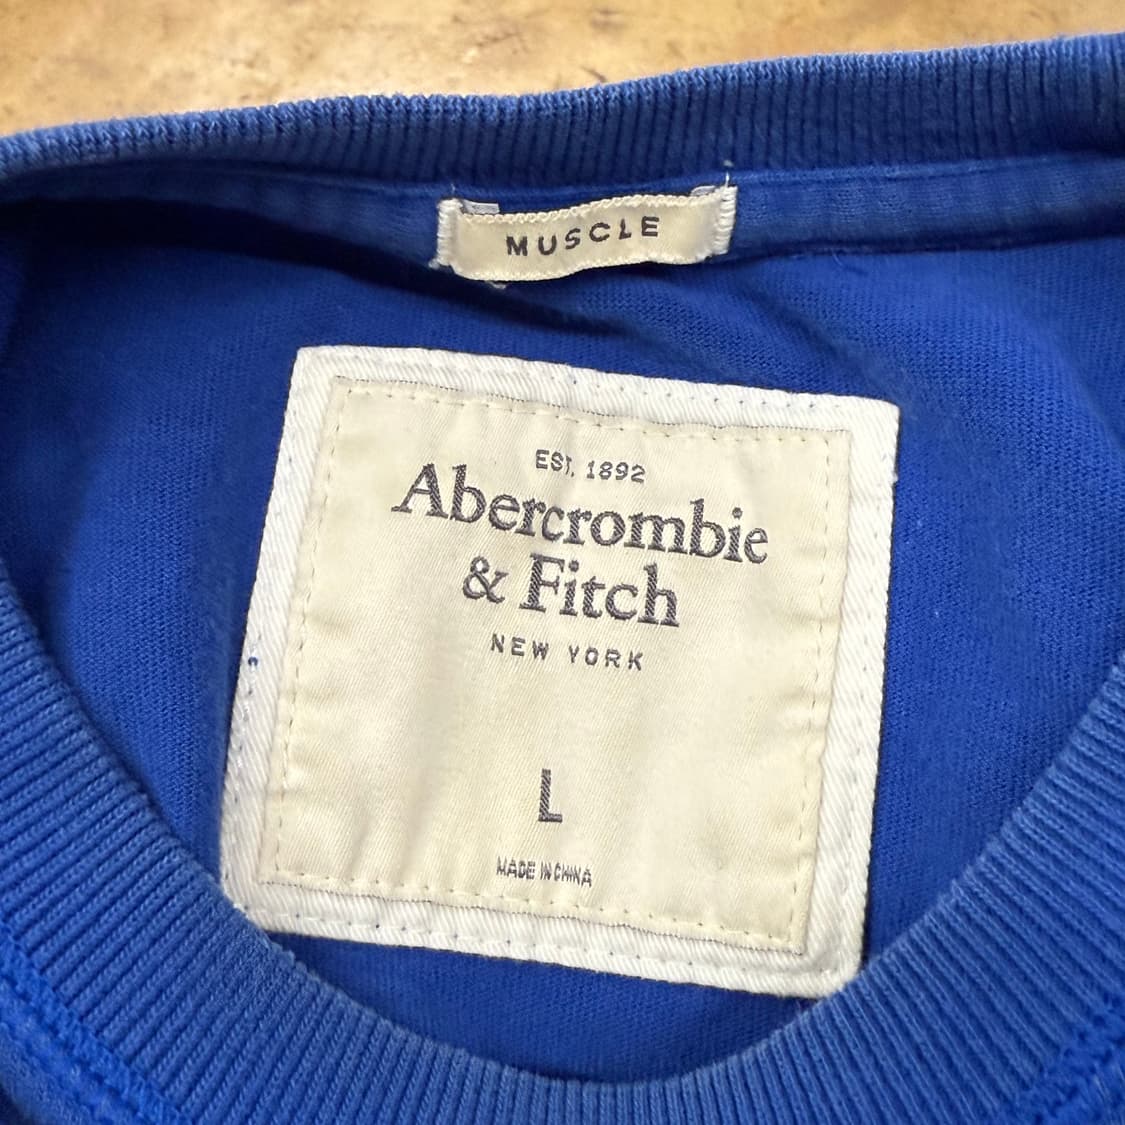 MUSCLE
EST. 1892
Abercrombie
& Fitch
NEW YORK
L
MADE IN CHINA